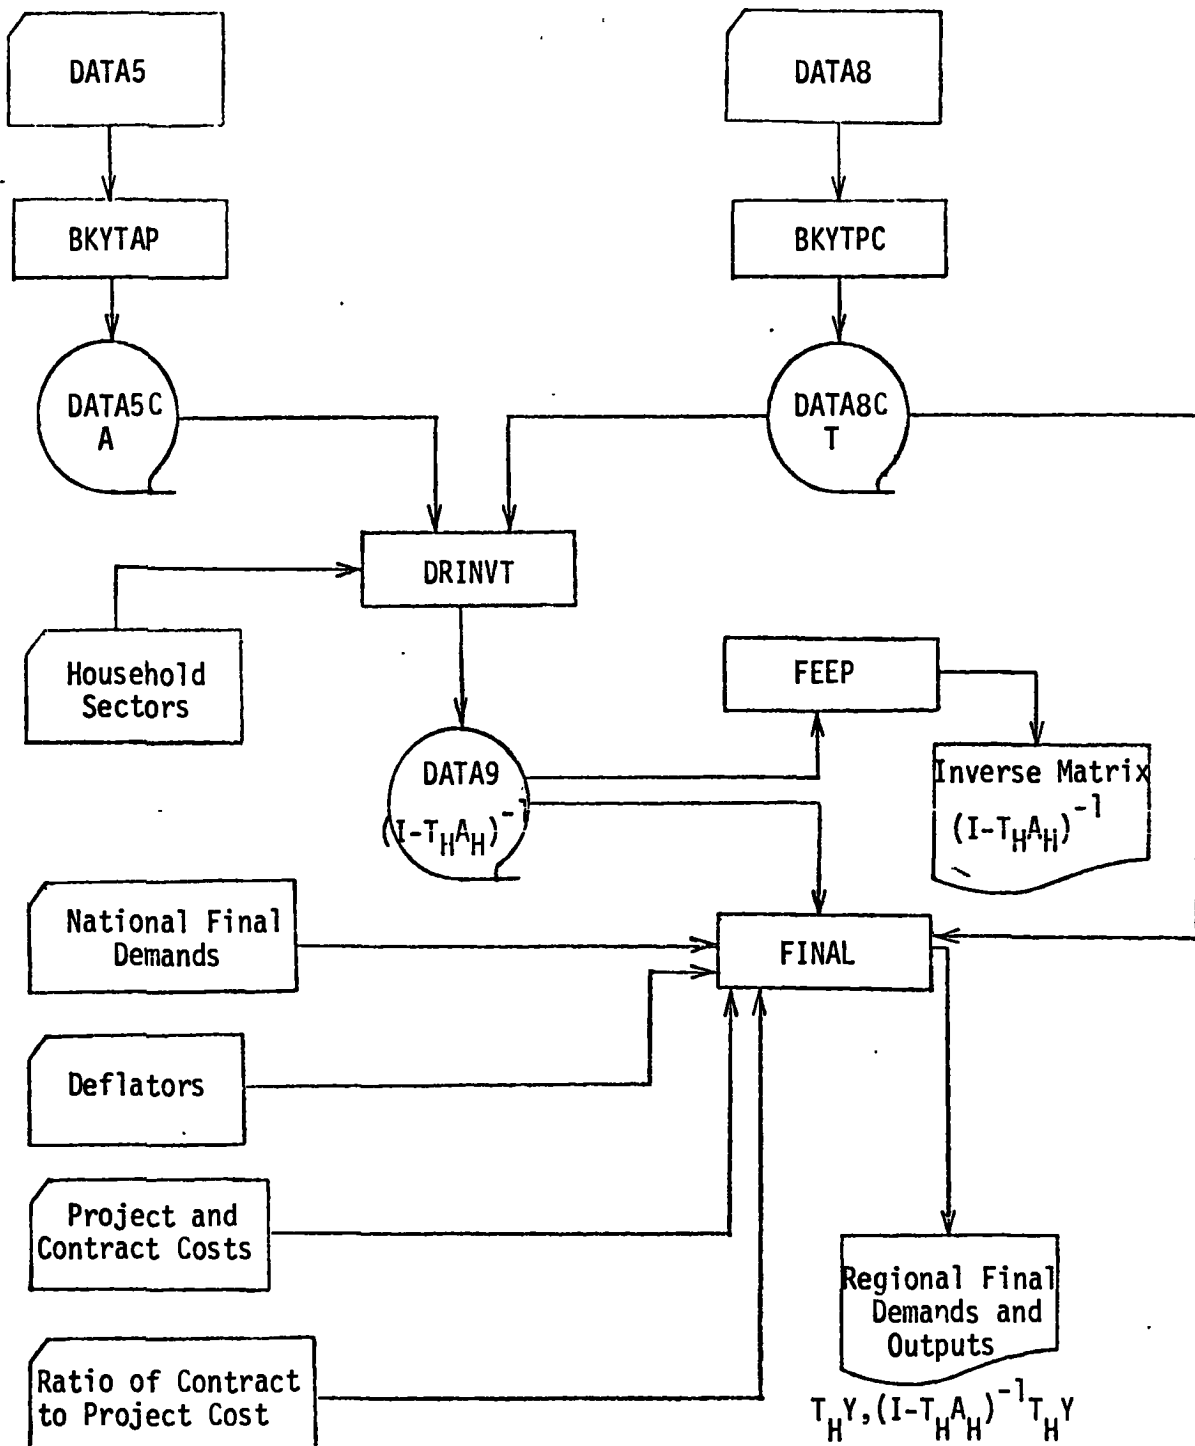 DATA5
DATA8
BKYTAP
BKYTPC
DATA5C
A
DATA8C
T
DRINVT
Household
Sectors
FEEP
DATA9
(I-T_H A_H)^-1
Inverse Matrix
(I-T_H A_H)^-1
National Final
Demands
FINAL
Deflators
Project and
Contract Costs
Regional Final
Demands and
Outputs
Ratio of Contract
to Project Cost
T_H Y,(I-T_H A_H)^-1 T_H Y